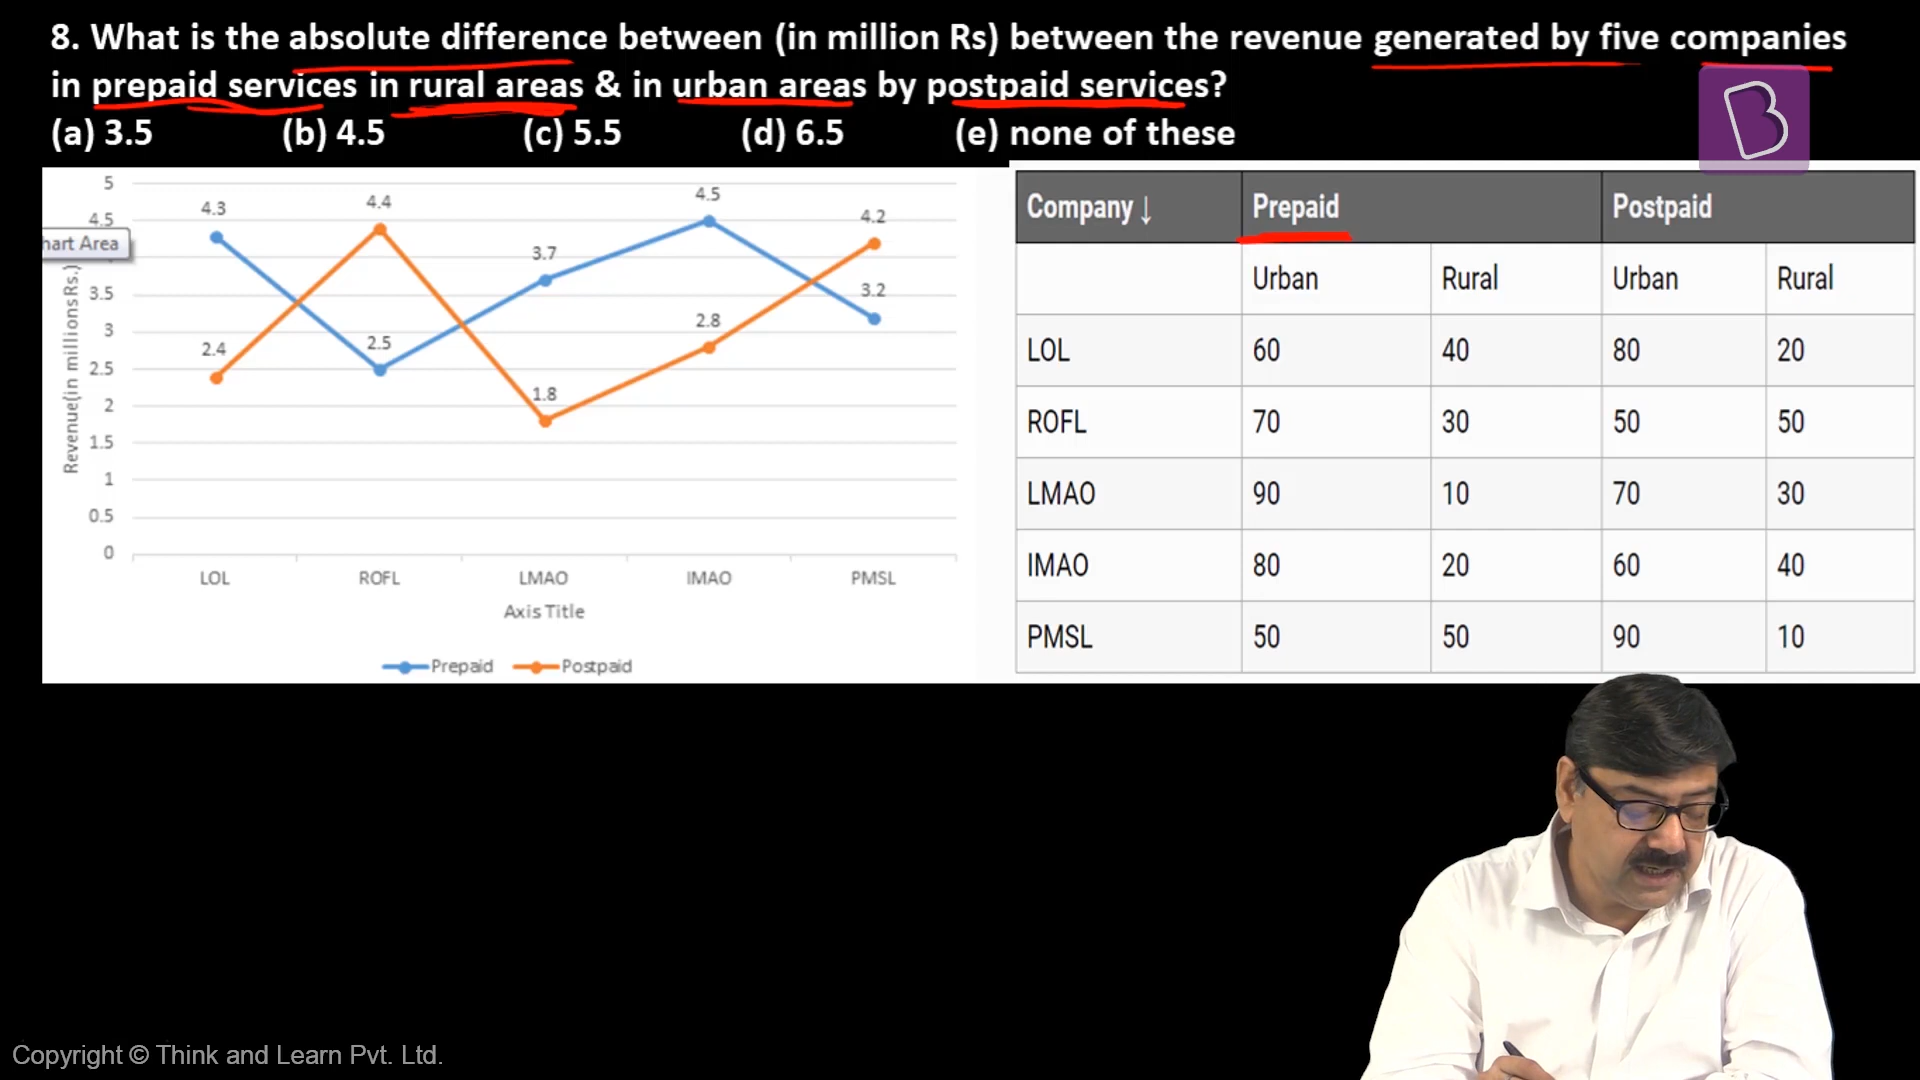 8. What is the absolute difference between (in million Rs) between the revenue generated by five companies
in prepaid services in rural areas & in urban areas by postpaid services?
(a) 3.5 (b) 4.5 (c) 5.5 (d) 6.5 (e) none of these
B
5
4.5
hart Area
3.5
3
2.5
2
1.5
1
0.5
0
Revenue(in millionsRs.)
4.3
4.4
4.5
4.2
3.7
3.2
2.4
2.5
2.8
1.8
LOL ROFL LMAO IMAO PMSL
Axis Title
Prepaid Postpaid
Company ↓ Prepaid Postpaid
Urban Rural Urban Rural
LOL 60 40 80 20
ROFL 70 30 50 50
LMAO 90 10 70 30
IMAO 80 20 60 40
PMSL 50 50 90 10
Copyright © Think and Learn Pvt. Ltd.